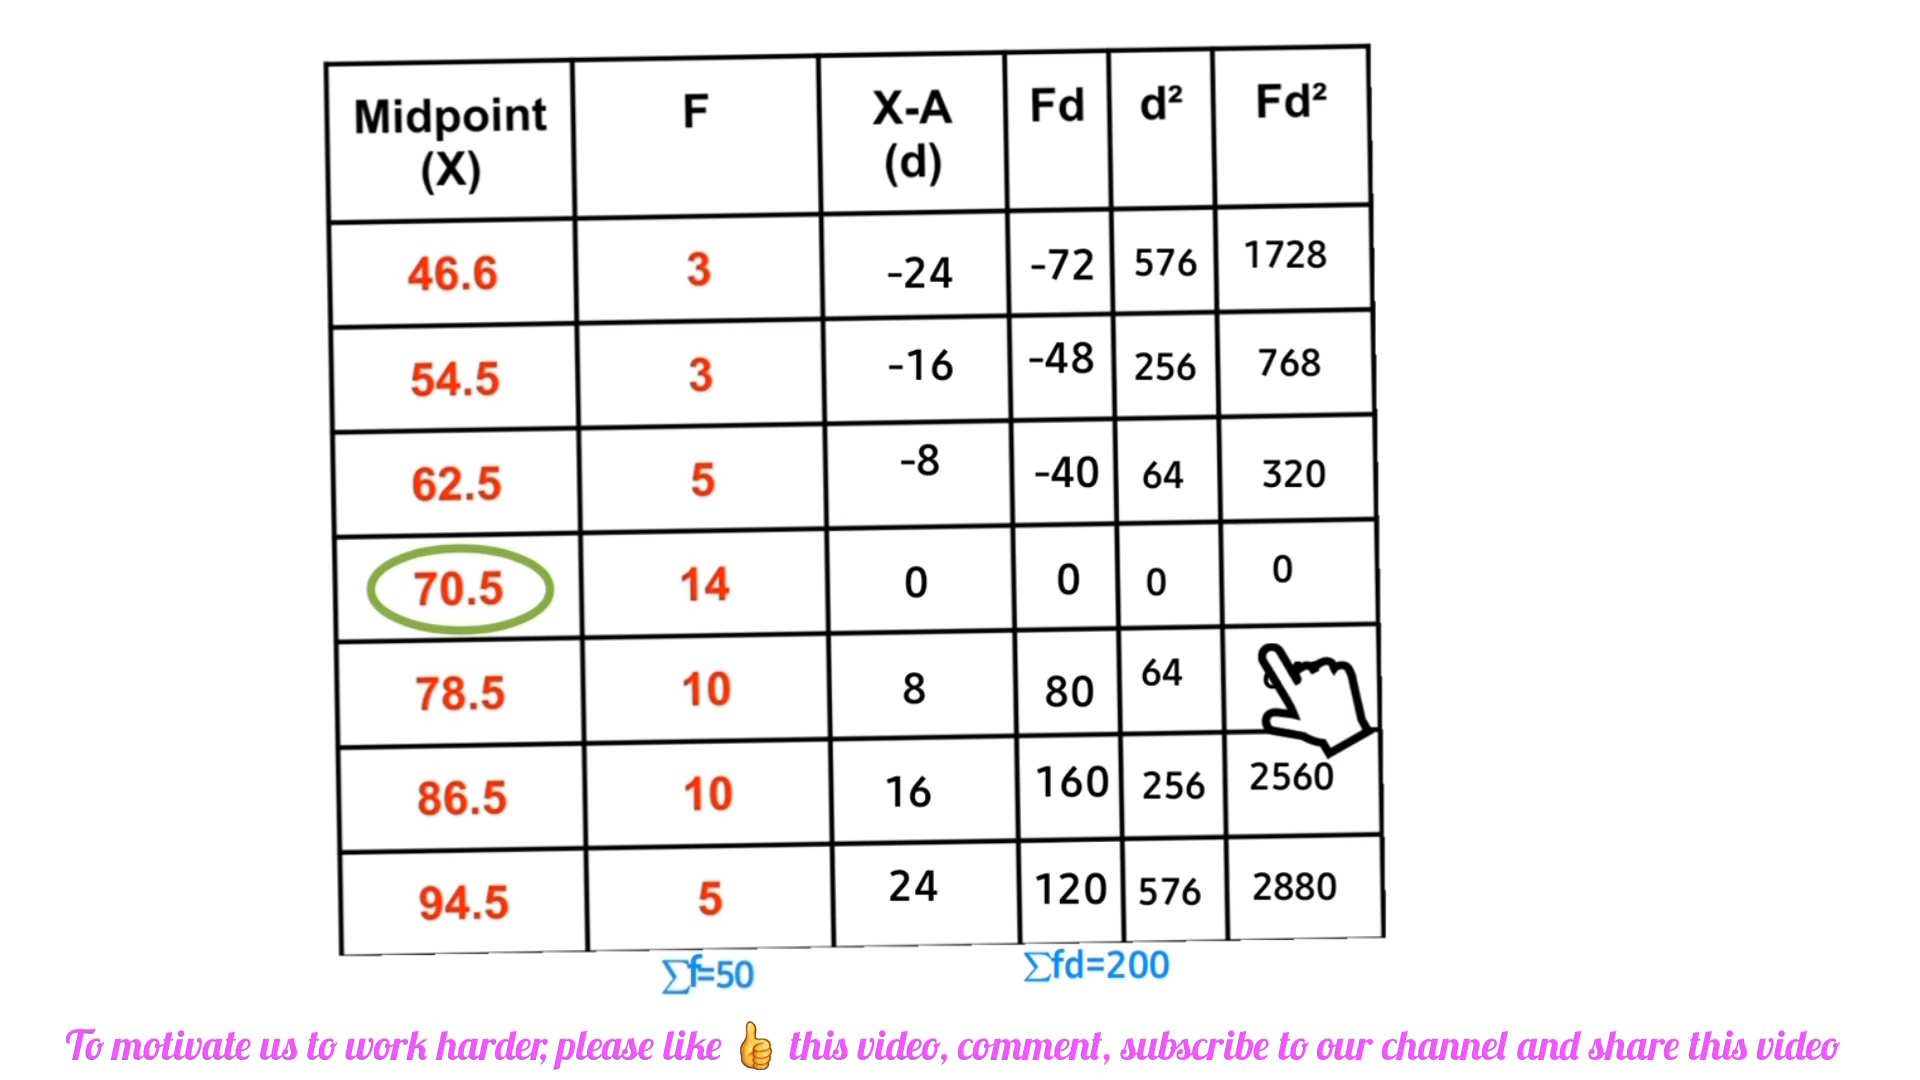 Midpoint (X) F X-A (d) Fd d² Fd²
46.6 3 -24 -72 576 1728
54.5 3 -16 -48 256 768
62.5 5 -8 -40 64 320
70.5 14 0 0 0 0
78.5 10 8 80 64
86.5 10 16 160 256 2560
94.5 5 24 120 576 2880
∑f=50 ∑fd=200
To motivate us to work harder, please like 👍 this video, comment, subscribe to our channel and share this video